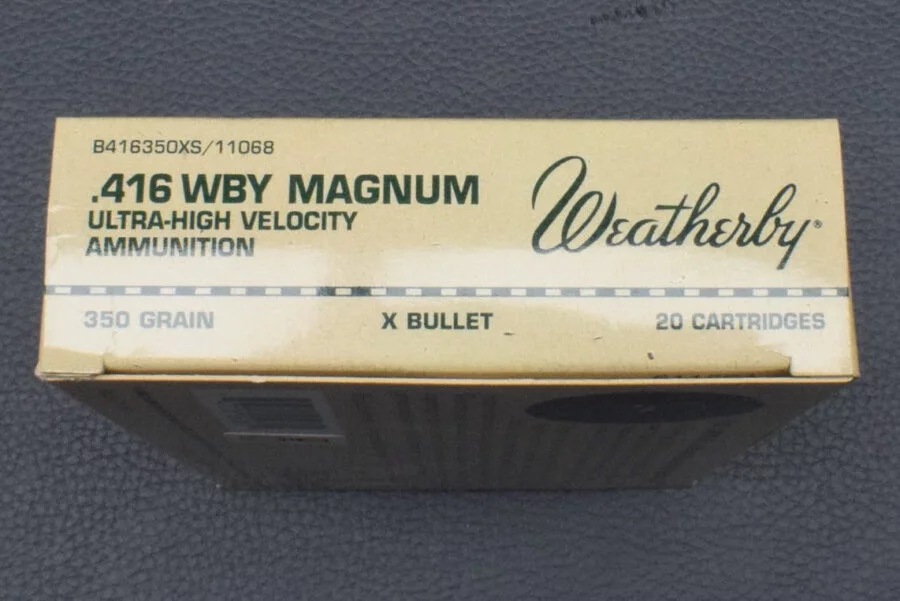 B416350XS/11068
.416 WBY MAGNUM
ULTRA-HIGH VELOCITY
AMMUNITION
Weatherby®
350 GRAIN X BULLET 20 CARTRIDGES